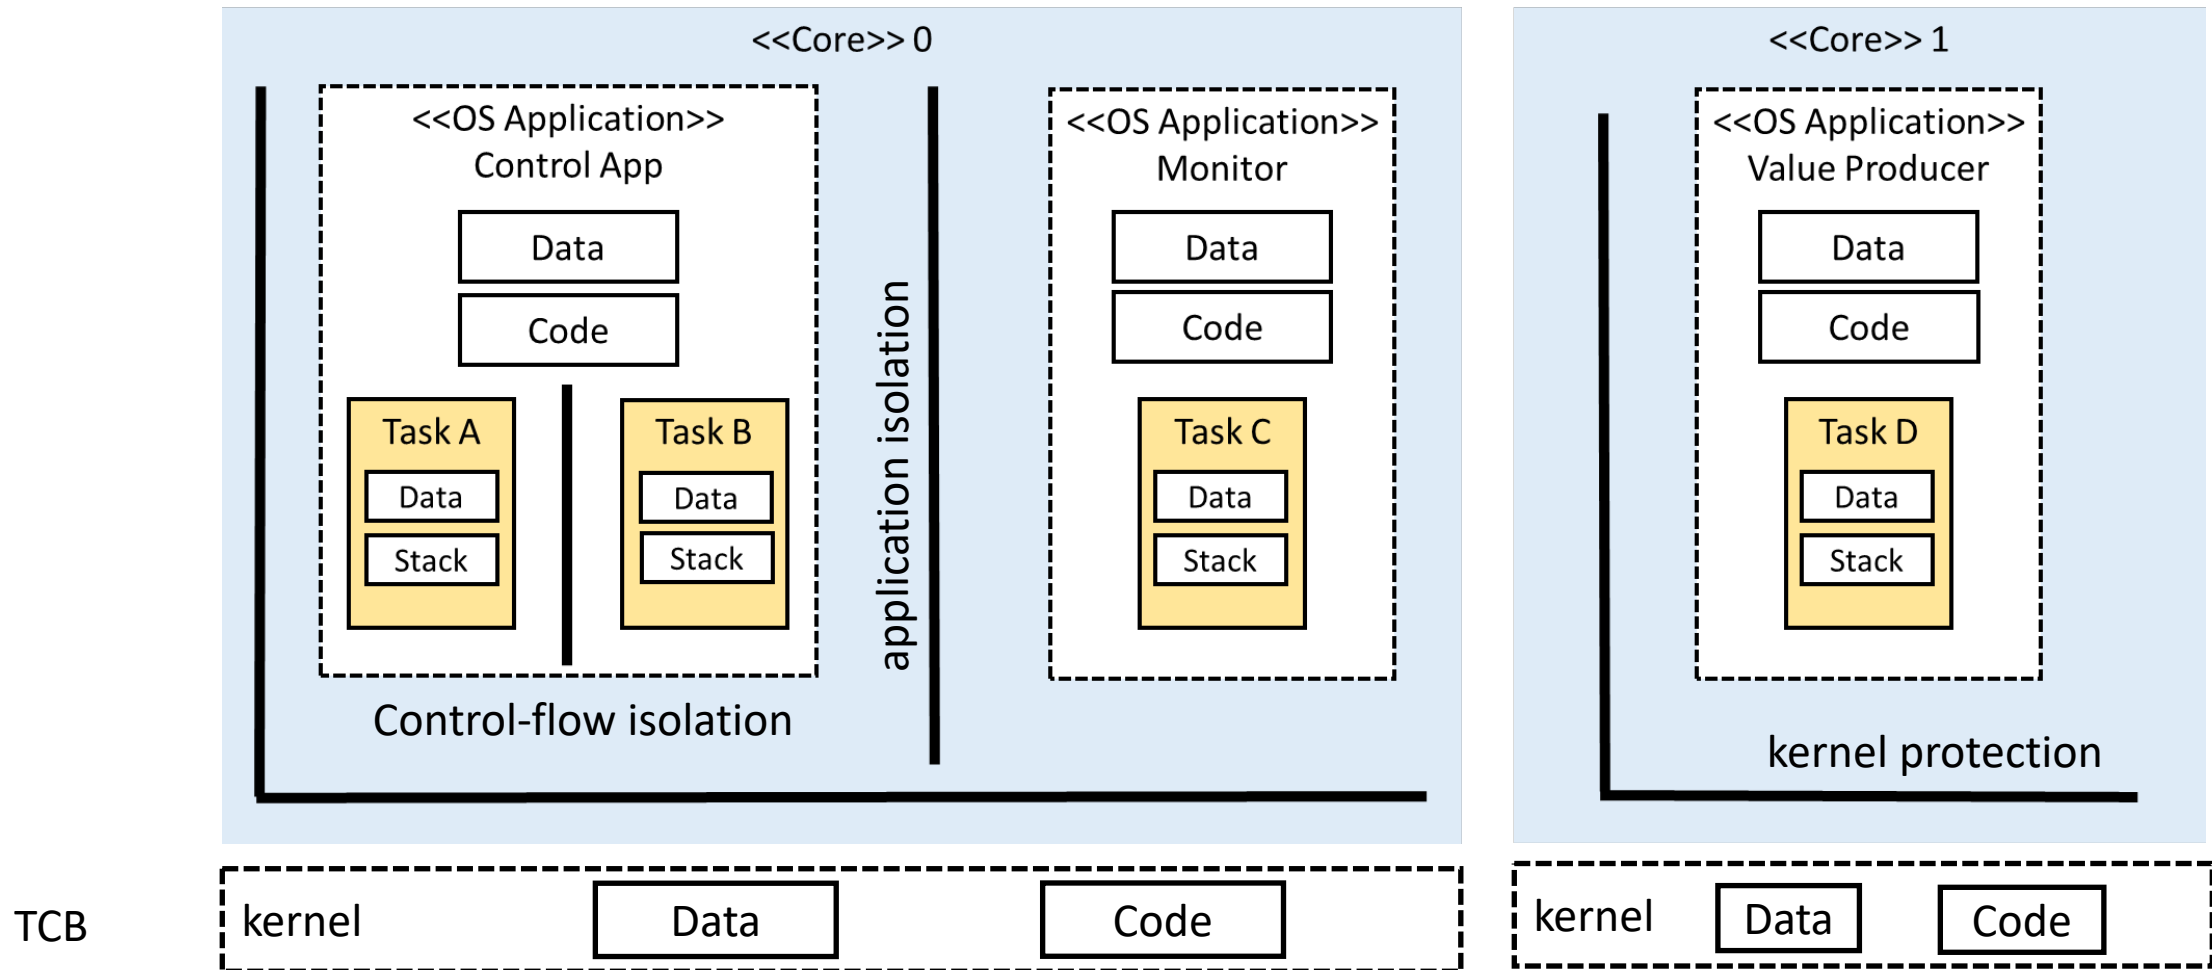 <<Core>> 0
<<OS Application>>
Control App
Data
Code
Task A
Data
Stack
Task B
Data
Stack
Control-flow isolation
application isolation
<<OS Application>>
Monitor
Data
Code
Task C
Data
Stack
<<Core>> 1
<<OS Application>>
Value Producer
Data
Code
Task D
Data
Stack
kernel protection
TCB
kernel
Data
Code
kernel
Data
Code